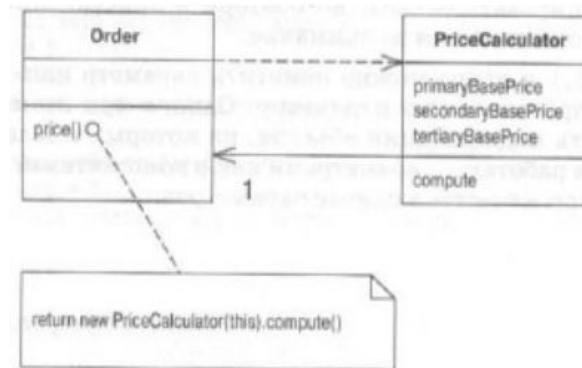 Order
PriceCalculator
primaryBasePrice
secondaryBasePrice
tertiaryBasePrice
price()
compute
1
return new PriceCalculator(this).compute()